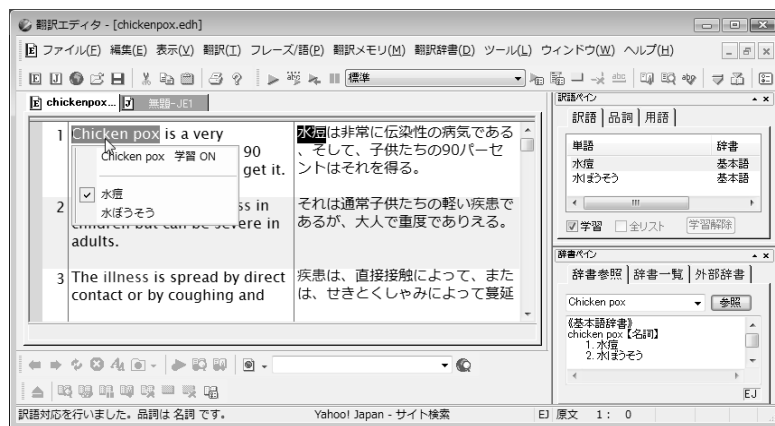 翻訳エディタ - [chickenpox.edh]
ファイル(F) 編集(E) 表示(V) 翻訳(T) フレーズ/語(P) 翻訳メモリ(M) 翻訳辞書(D) ツール(L) ウィンドウ(W) ヘルプ(H)
標準
chickenpox... 無題-JE1
1 Chicken pox is a very
90
get it.
水痘は非常に伝染性の病気である
、そして、子供たちの90パーセ
ントはそれを得る。
Chicken pox 学習 ON
水痘
水ぼうそう
2
ss in
children but can be severe in
adults.
それは通常子供たちの軽い疾患で
あるが、大人で重度でありえる。
3 The illness is spread by direct
contact or by coughing and
疾患は、直接接触によって、また
は、せきとくしゃみによって蔓延
訳語ペイン
訳語 品詞 用語
単語 辞書
水痘 基本語
水ぼうそう 基本語
学習 全リスト 学習解除
辞書ペイン
辞書参照 辞書一覧 外部辞書
Chicken pox 参照
《基本語辞書》
chicken pox【名詞】
1. 水痘
2. 水ぼうそう
EJ
訳語対応を行いました。品詞は 名詞 です。 Yahoo! Japan - サイト検索 EJ 原文 1: 0